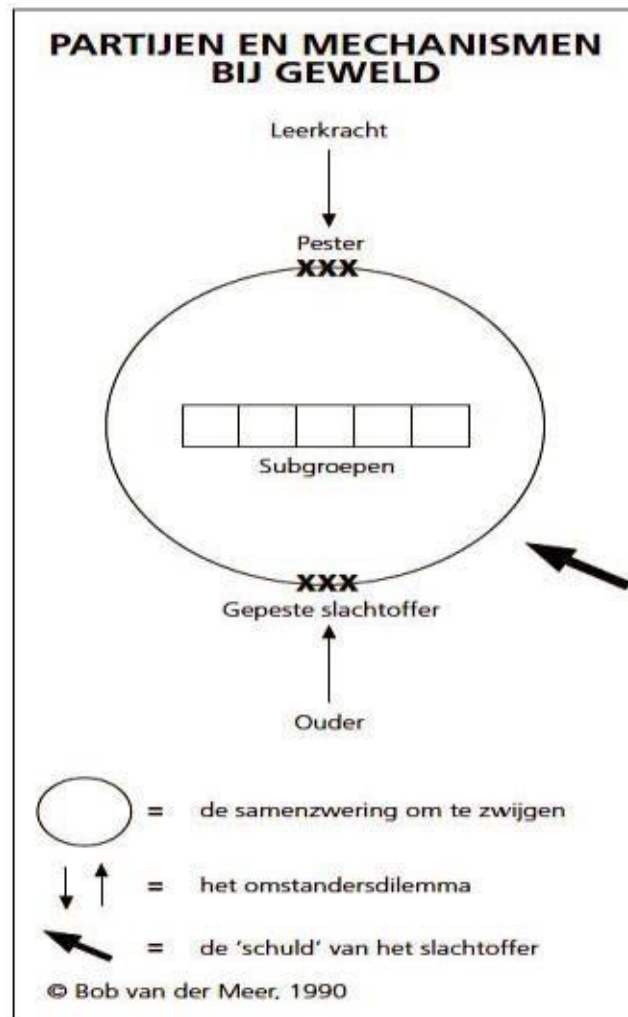 PARTIJEN EN MECHANISMEN
BIJ GEWELD
Leerkracht
Pester
xxx
Subgroepen
xxx
Gepeste slachtoffer
Ouder
= de samenzwering om te zwijgen
= het omstandersdilemma
= de ‘schuld’ van het slachtoffer
© Bob van der Meer, 1990